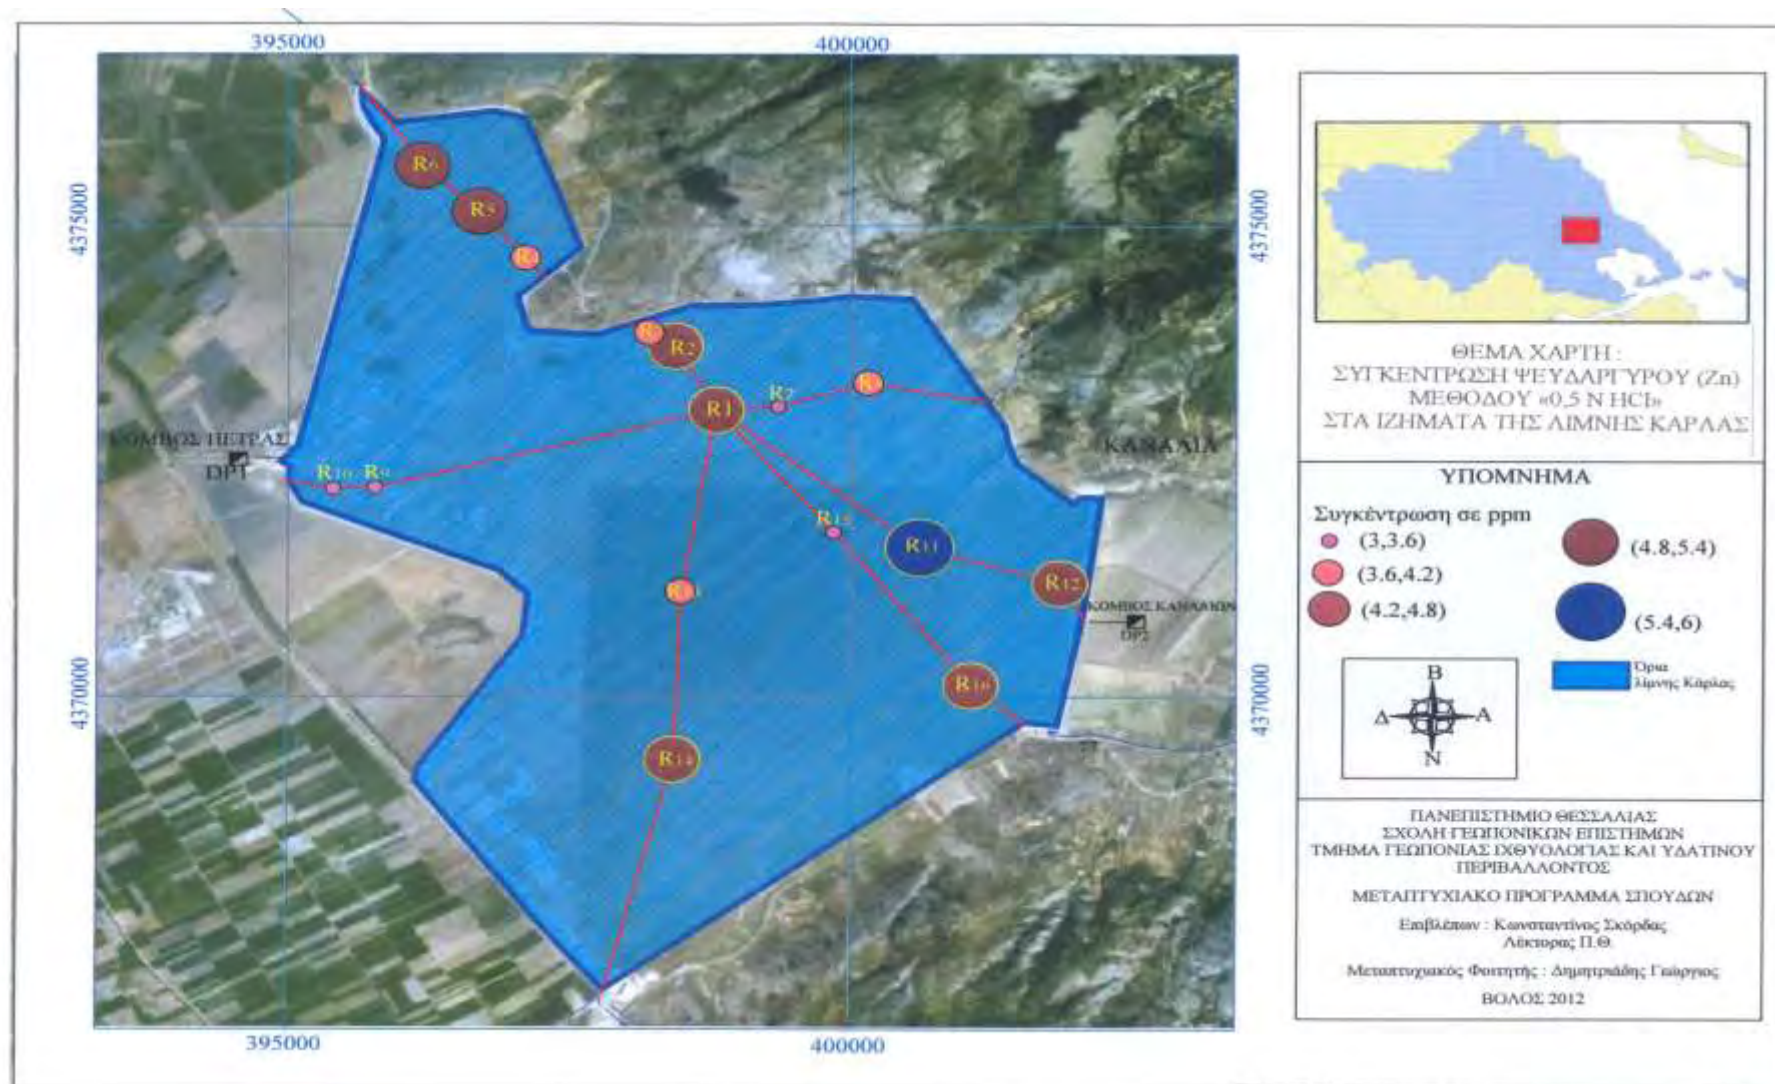 395000
400000
4375000
4375000
4370000
4370000
395000
400000
R6
R5
R4
R2
R1
R7
ΚΟΜΒΟΣ ΠΕΤΡΑΣ
DP1
R10
R9
ΚΑΝΑΛΙΑ
R15
R11
R12
ΚΟΜΒΟΣ ΚΑΝΑΛΙΩΝ
DP2
R16
R14
ΘΕΜΑ ΧΑΡΤΗ :
ΣΥΓΚΕΝΤΡΩΣΗ ΨΕΥΔΑΡΓΥΡΟΥ (Zn)
ΜΕΘΟΔΟΥ «0,5 N HCl»
ΣΤΑ ΙΖΗΜΑΤΑ ΤΗΣ ΛΙΜΝΗΣ ΚΑΡΛΑΣ
ΥΠΟΜΝΗΜΑ
Συγκέντρωση σε ppm
(3,3.6)
(3.6,4.2)
(4.2,4.8)
(4.8,5.4)
(5.4,6)
Όρια
λίμνης Κάρλας
Β
Δ
Α
Ν
ΠΑΝΕΠΙΣΤΗΜΙΟ ΘΕΣΣΑΛΙΑΣ
ΣΧΟΛΗ ΓΕΩΠΟΝΙΚΩΝ ΕΠΙΣΤΗΜΩΝ
ΤΜΗΜΑ ΓΕΩΠΟΝΙΑΣ ΙΧΘΥΟΛΟΓΙΑΣ ΚΑΙ ΥΔΑΤΙΝΟΥ
ΠΕΡΙΒΑΛΛΟΝΤΟΣ
ΜΕΤΑΠΤΥΧΙΑΚΟ ΠΡΟΓΡΑΜΜΑ ΣΠΟΥΔΩΝ
Επιβλέπων : Κωνσταντίνος Σκόρδας
Λέκτορας Π.Θ.
Μεταπτυχιακός Φοιτητής : Δημητριάδης Γεώργιος
ΒΟΛΟΣ 2012